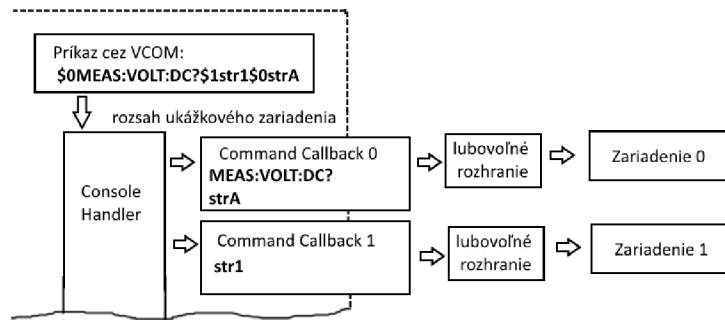 Príkaz cez VCOM:
$0MEAS:VOLT:DC?$1str1$0strA
rozsah ukážkového zariadenia
Console
Handler
Command Callback 0
MEAS:VOLT:DC?
strA
lubovoľné
rozhranie
Zariadenie 0
Command Callback 1
str1
lubovoľné
rozhranie
Zariadenie 1